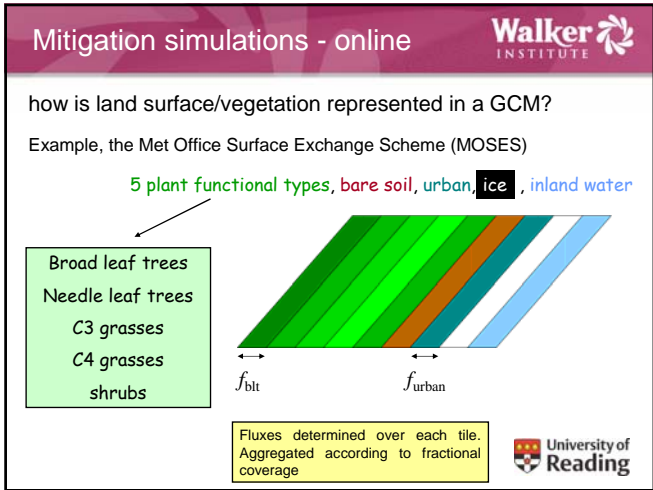 Mitigation simulations - online
Walker
INSTITUTE
how is land surface/vegetation represented in a GCM?
Example, the Met Office Surface Exchange Scheme (MOSES)
5 plant functional types, bare soil, urban, ice , inland water
Broad leaf trees
Needle leaf trees
C3 grasses
C4 grasses
shrubs
f_blt
f_urban
Fluxes determined over each tile.
Aggregated according to fractional
coverage
University of
Reading